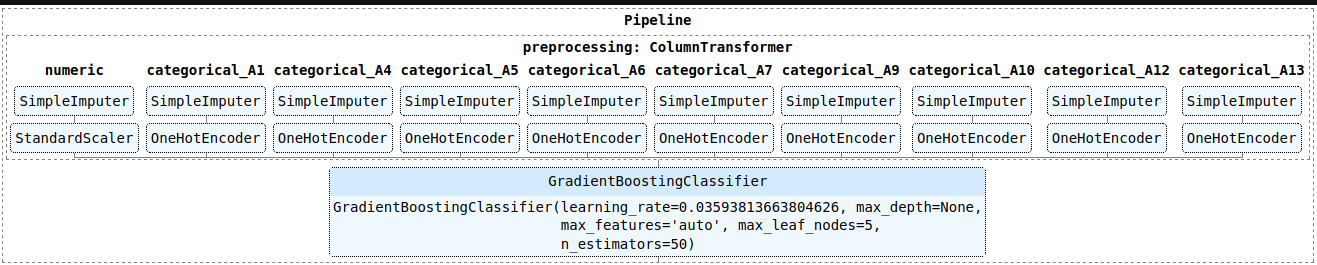 Pipeline
preprocessing: ColumnTransformer
numeric categorical_A1 categorical_A4 categorical_A5 categorical_A6 categorical_A7 categorical_A9 categorical_A10 categorical_A12 categorical_A13
SimpleImputer SimpleImputer SimpleImputer SimpleImputer SimpleImputer SimpleImputer SimpleImputer SimpleImputer SimpleImputer SimpleImputer
StandardScaler OneHotEncoder OneHotEncoder OneHotEncoder OneHotEncoder OneHotEncoder OneHotEncoder OneHotEncoder OneHotEncoder OneHotEncoder
GradientBoostingClassifier
GradientBoostingClassifier(learning_rate=0.03593813663804626, max_depth=None,
max_features='auto', max_leaf_nodes=5,
n_estimators=50)